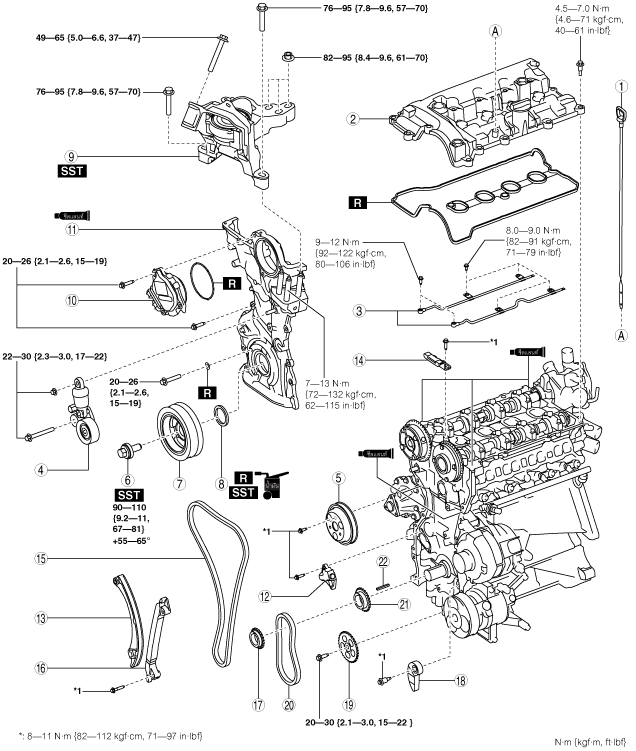 76—95 {7.8—9.6, 57—70}
4.5—7.0 N·m
{4.6—71 kgf·cm,
40—61 in·lbf}
49—65 {5.0—6.6, 37—47}
A
82—95 {8.4—9.6, 61—70}
1
76—95 {7.8—9.6, 57—70}
2
9
SST
R
11
8.0—9.0 N·m
{82—91 kgf·cm,
71—79 in·lbf}
9—12 N·m
{92—122 kgf·cm,
80—106 in·lbf}
20—26 {2.1—2.6, 15—19}
10
R
3
A
*1
14
22—30 {2.3—3.0, 17—22}
20—26
{2.1—2.6,
15—19}
R
7—13 N·m
{72—132 kgf·cm,
62—115 in·lbf}
4
6
7
8
SST
90—110
{9.2—11,
67—81}
+55—65°
R
SST
5
15
*1
22
12
13
21
16
*1
*1
17
20
19
18
20—30 {2.1—3.0, 15—22 }
*: 8—11 N·m {82—112 kgf·cm, 71—97 in·lbf}
N·m {kgf·m, ft·lbf}